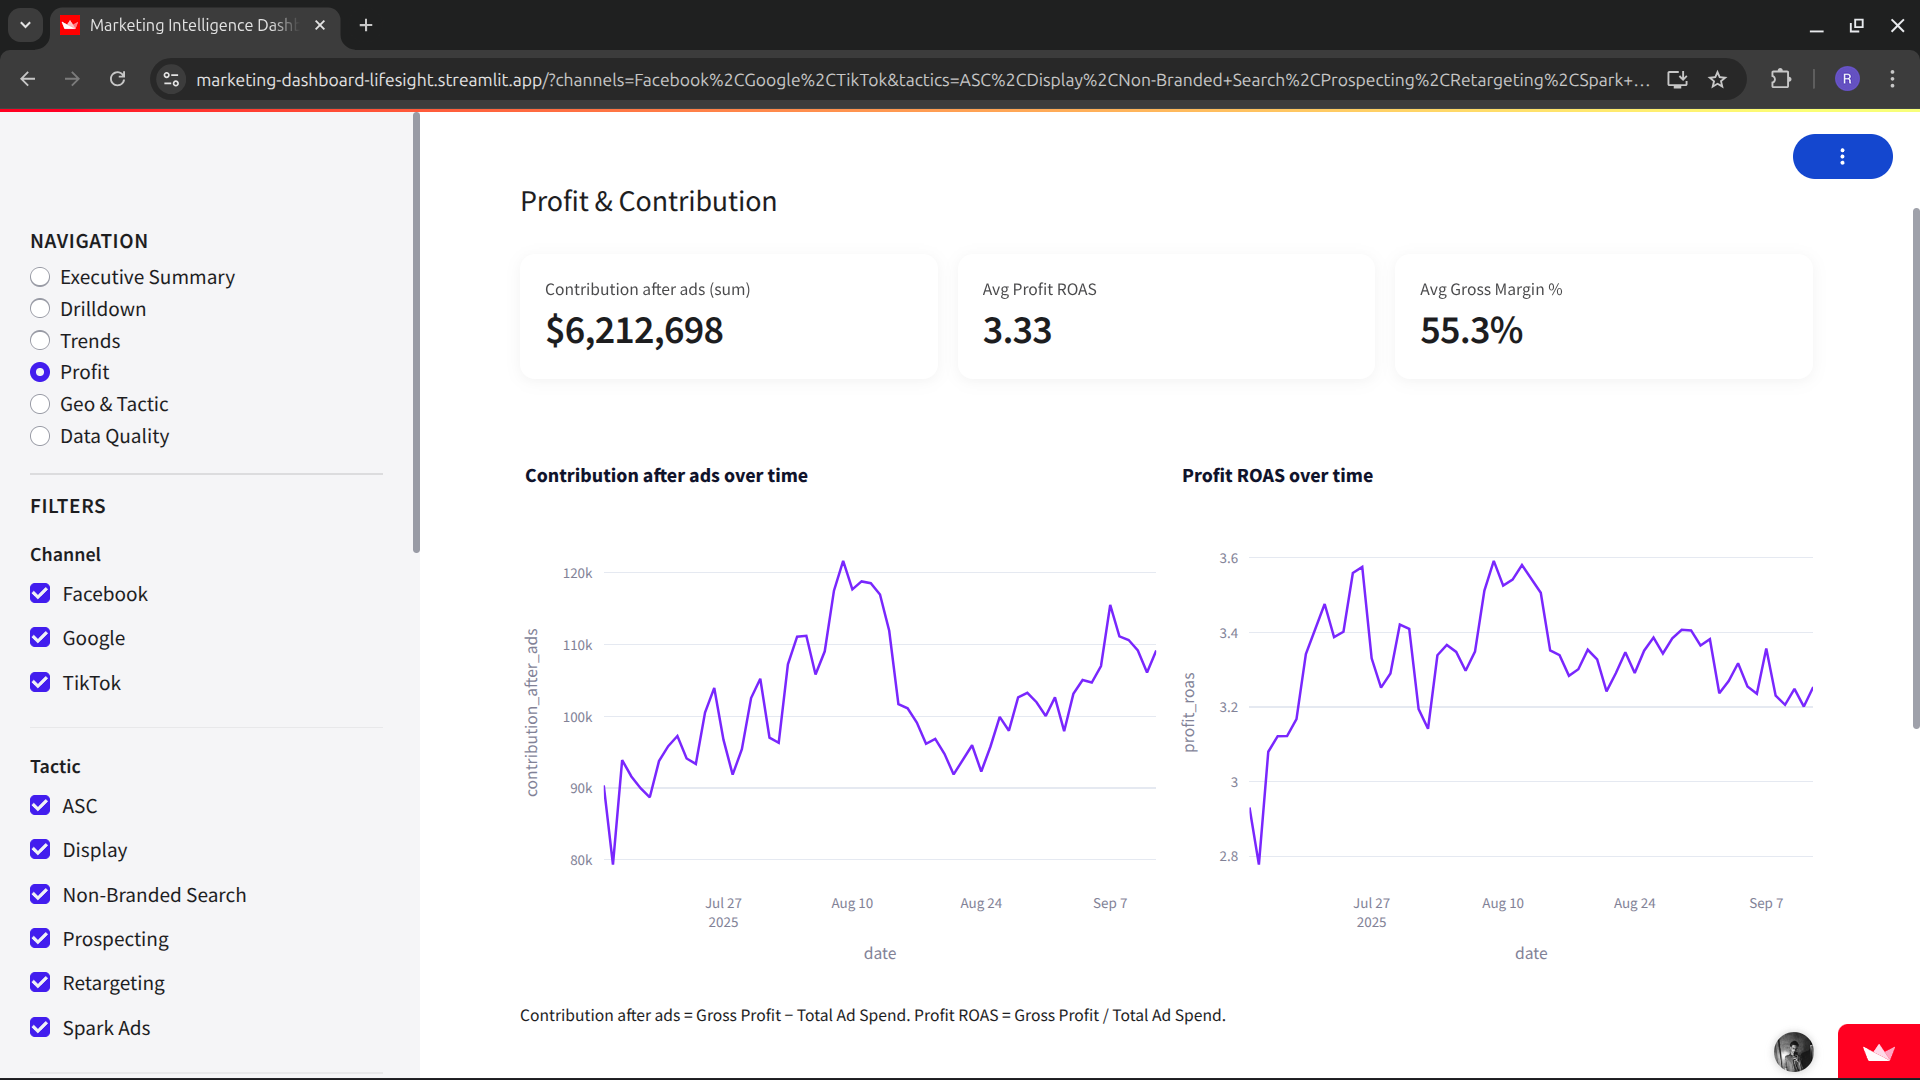 Marketing Intelligence Dash
marketing-dashboard-lifesight.streamlit.app/?channels=Facebook%2CGoogle%2CTikTok&tactics=ASC%2CDisplay%2CNon-Branded+Search%2CProspecting%2CRetargeting%2CSpark+...
R
NAVIGATION
Executive Summary
Drilldown
Trends
Profit
Geo & Tactic
Data Quality
FILTERS
Channel
Facebook
Google
TikTok
Tactic
ASC
Display
Non-Branded Search
Prospecting
Retargeting
Spark Ads
Profit & Contribution
Contribution after ads (sum)
$6,212,698
Avg Profit ROAS
3.33
Avg Gross Margin %
55.3%
Contribution after ads over time
contribution_after_ads
120k
110k
100k
90k
80k
Jul 27
2025
Aug 10
Aug 24
Sep 7
date
Profit ROAS over time
profit_roas
3.6
3.4
3.2
3
2.8
Jul 27
2025
Aug 10
Aug 24
Sep 7
date
Contribution after ads = Gross Profit − Total Ad Spend. Profit ROAS = Gross Profit / Total Ad Spend.